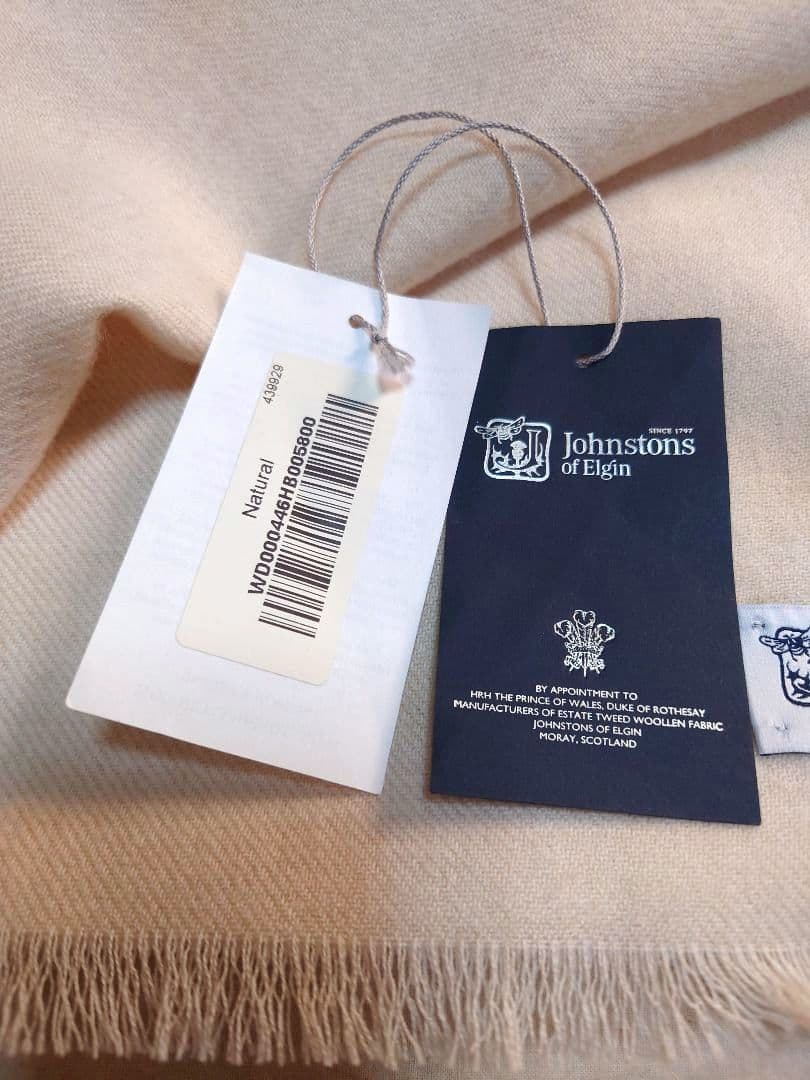 439929
Natural
WD000446HB005800
SINCE 1797
Johnstons
of Elgin
BY APPOINTMENT TO
HRH THE PRINCE OF WALES, DUKE OF ROTHESAY
MANUFACTURERS OF ESTATE TWEED WOOLLEN FABRIC
JOHNSTONS OF ELGIN
MORAY, SCOTLAND